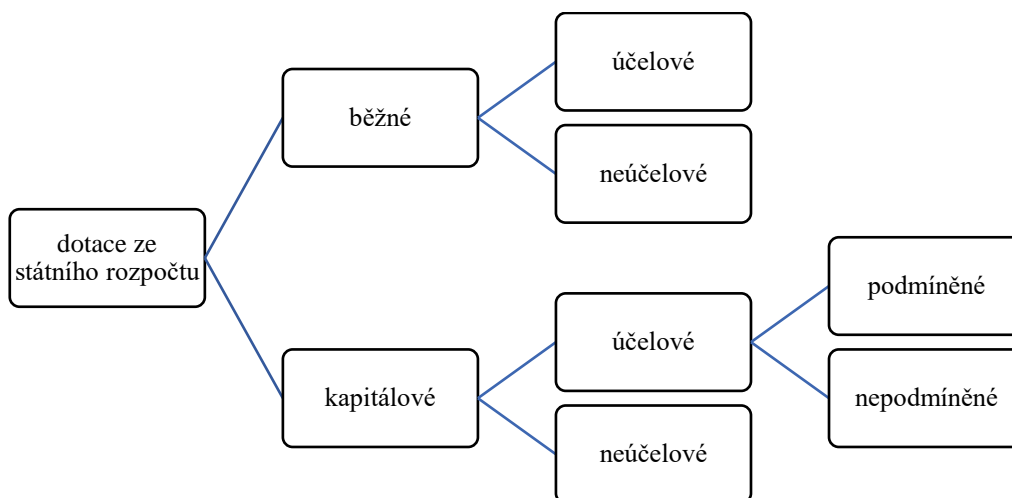 dotace ze
státního rozpočtu
běžné
účelové
neúčelové
kapitálové
účelové
podmíněné
nepodmíněné
neúčelové